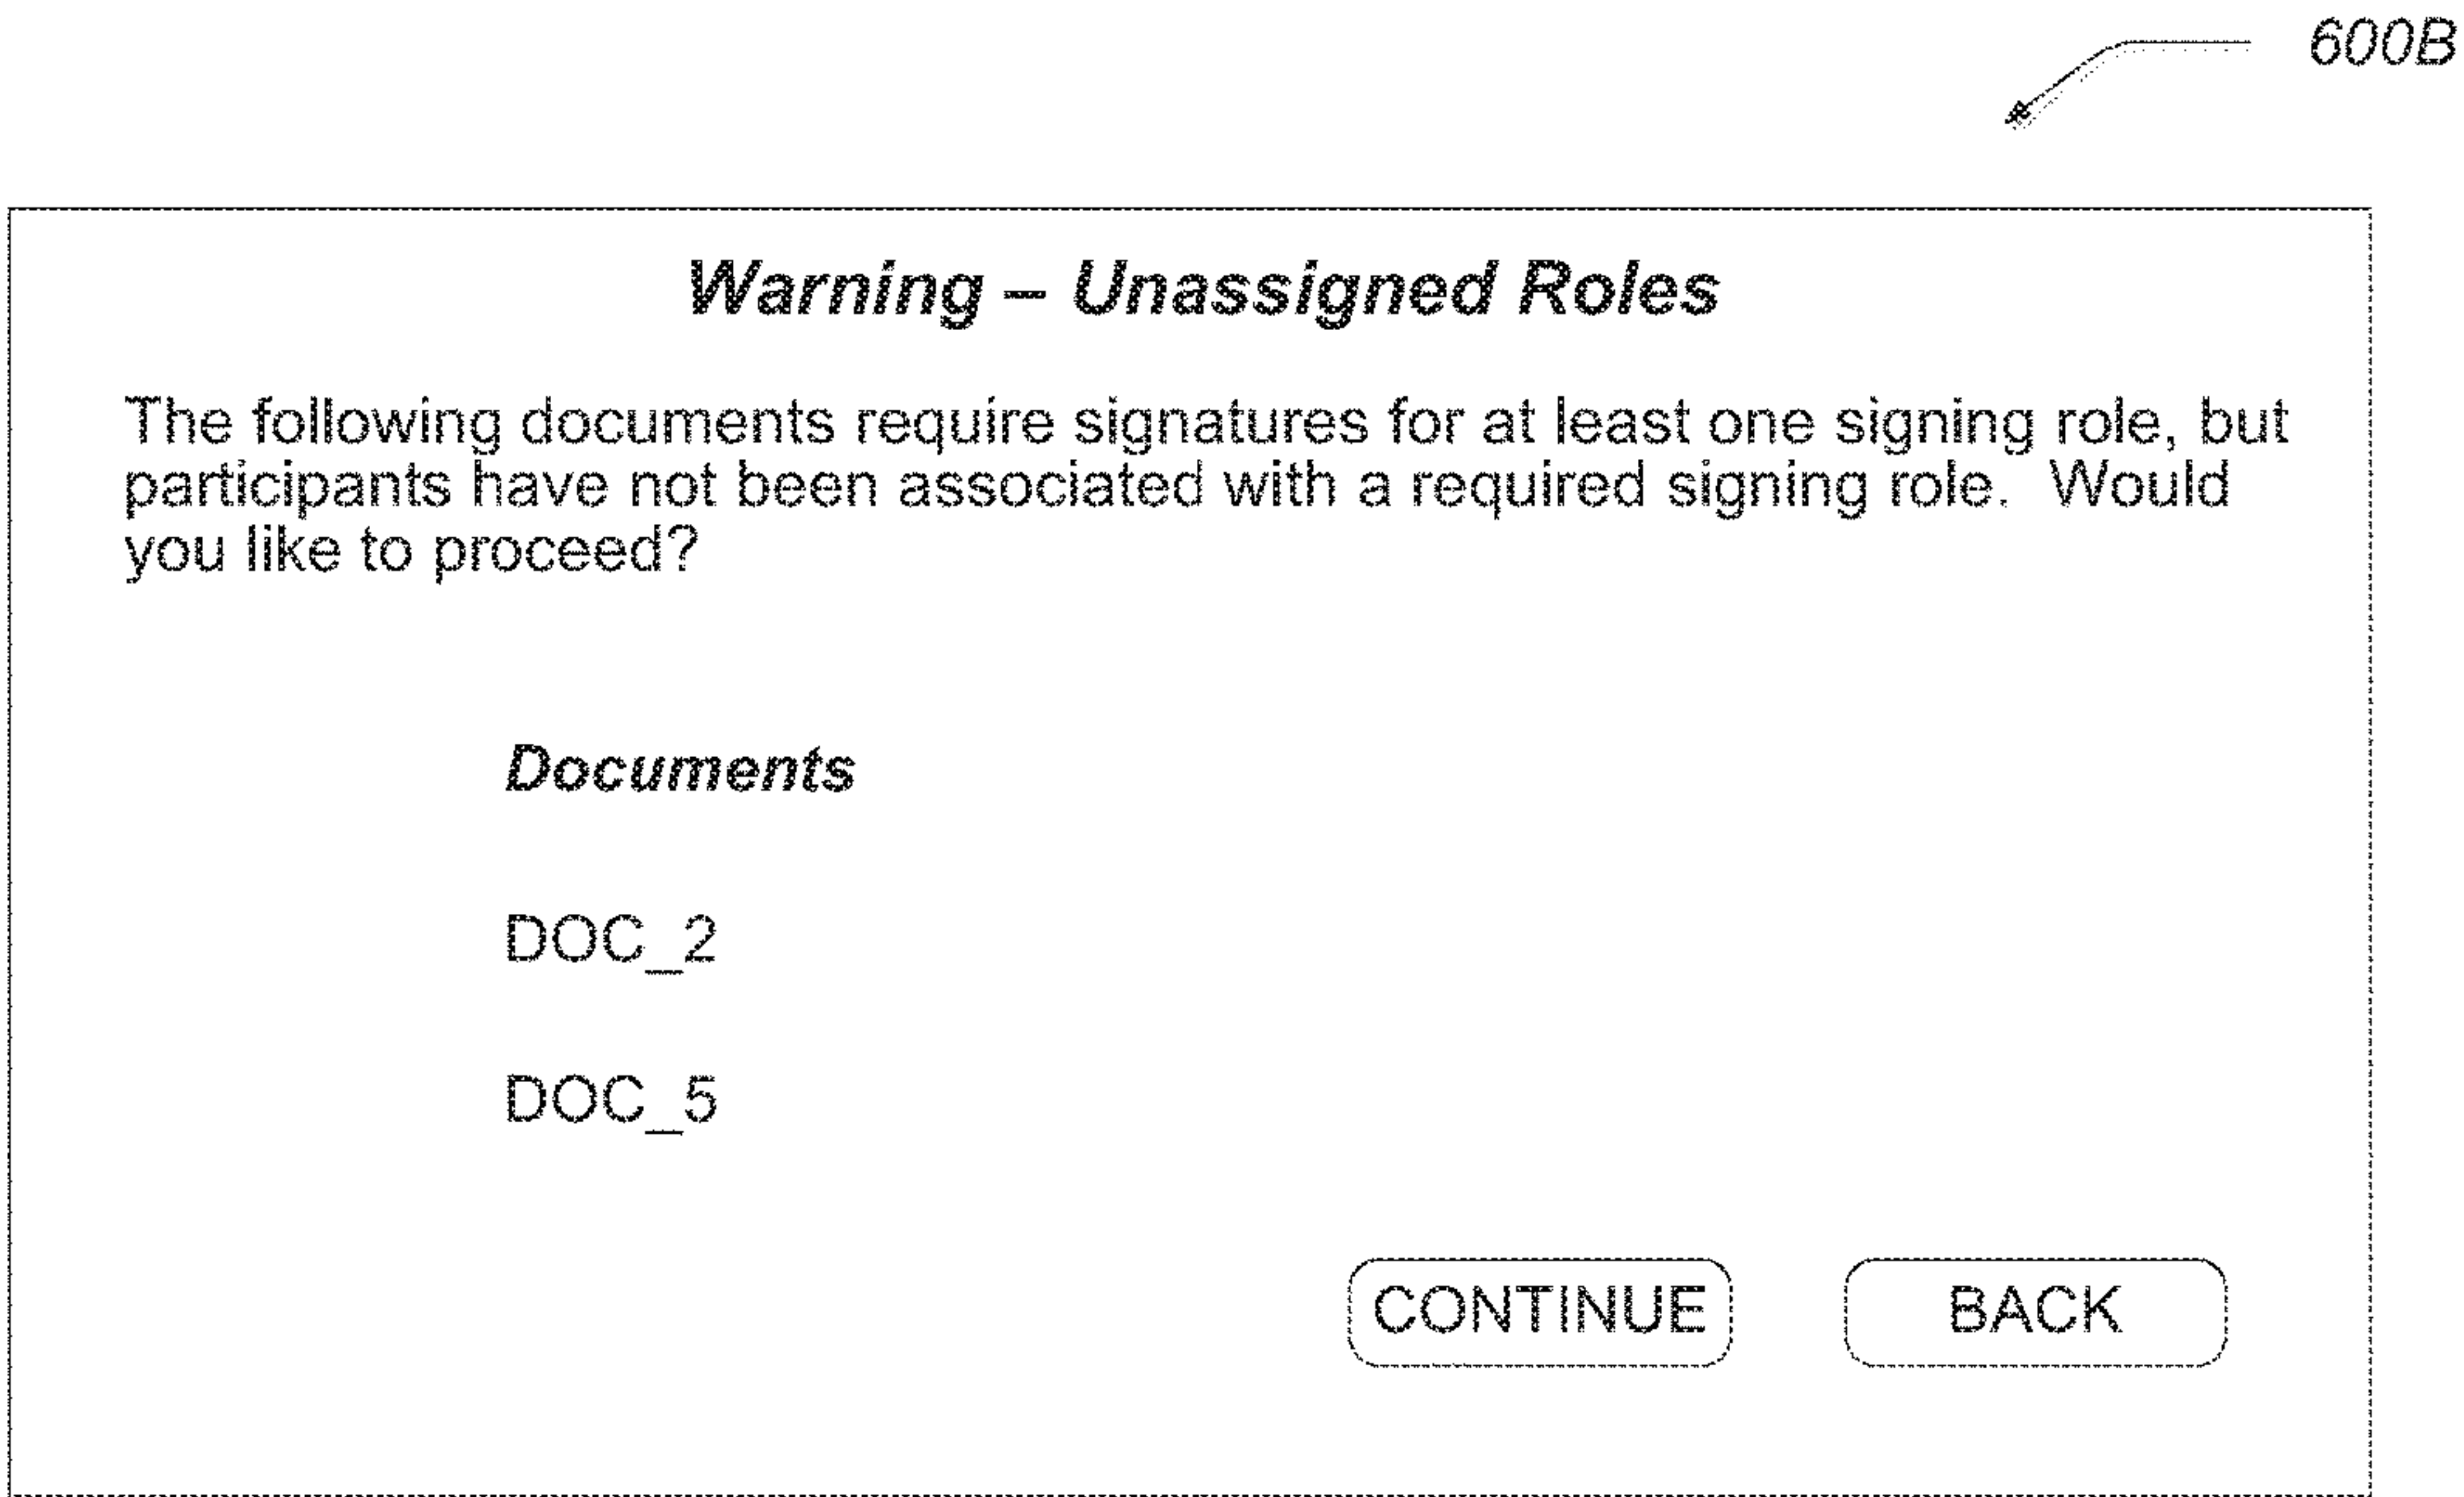 600B
Warning – Unassigned Roles
The following documents require signatures for at least one signing role, but
participants have not been associated with a required signing role.  Would
you like to proceed?
Documents
DOC_2
DOC_5
CONTINUE
BACK